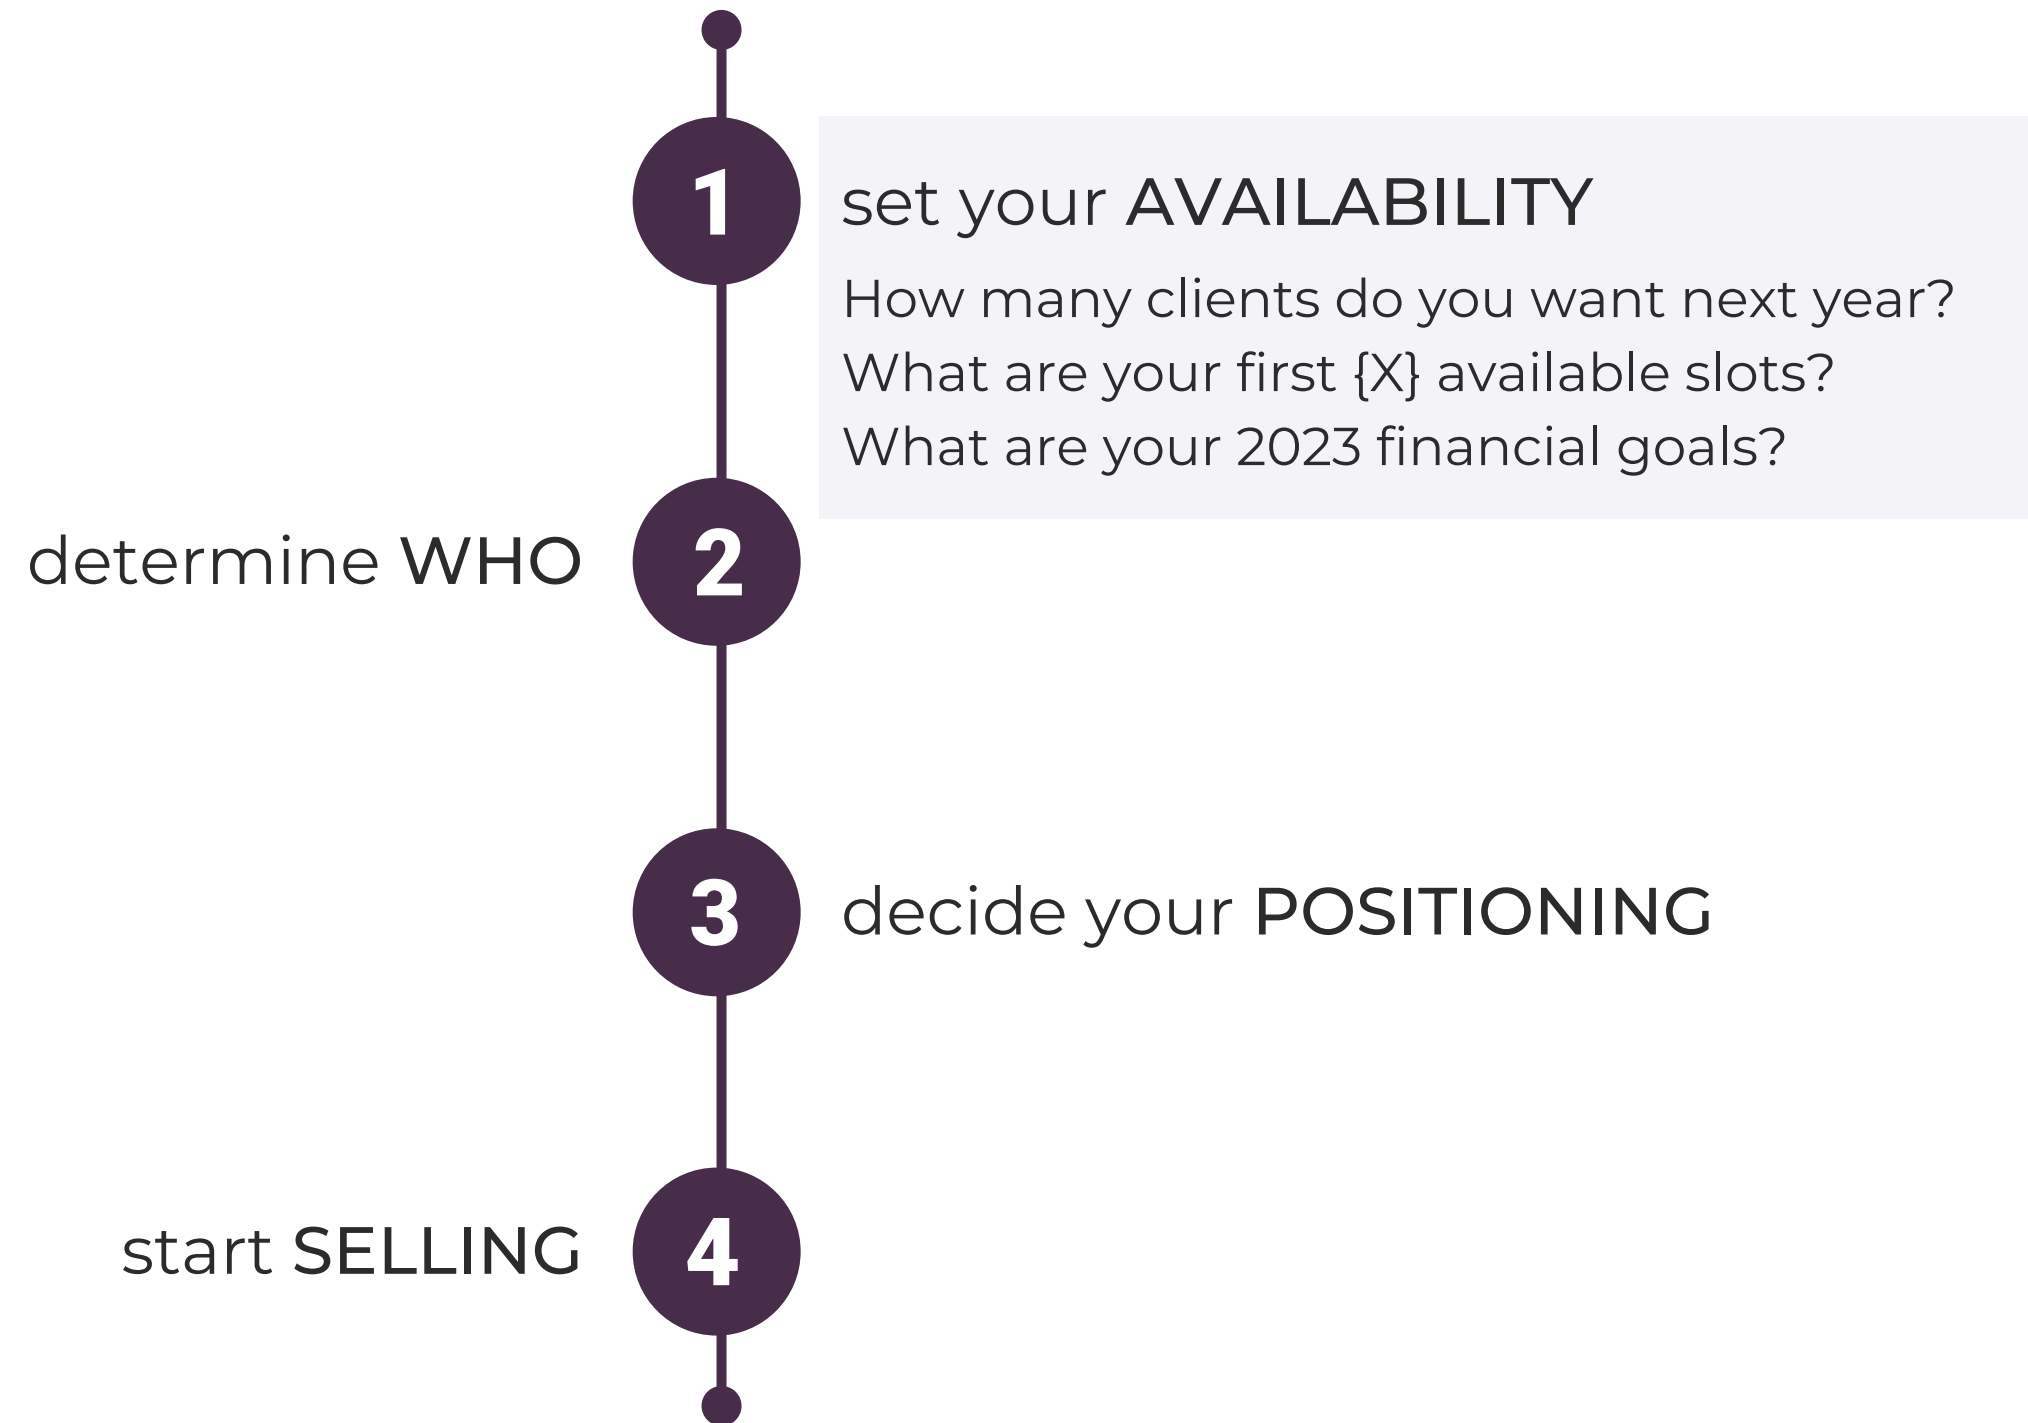 1
set your AVAILABILITY
How many clients do you want next year?
What are your first {X} available slots?
What are your 2023 financial goals?
determine WHO
2
3
decide your POSITIONING
start SELLING
4